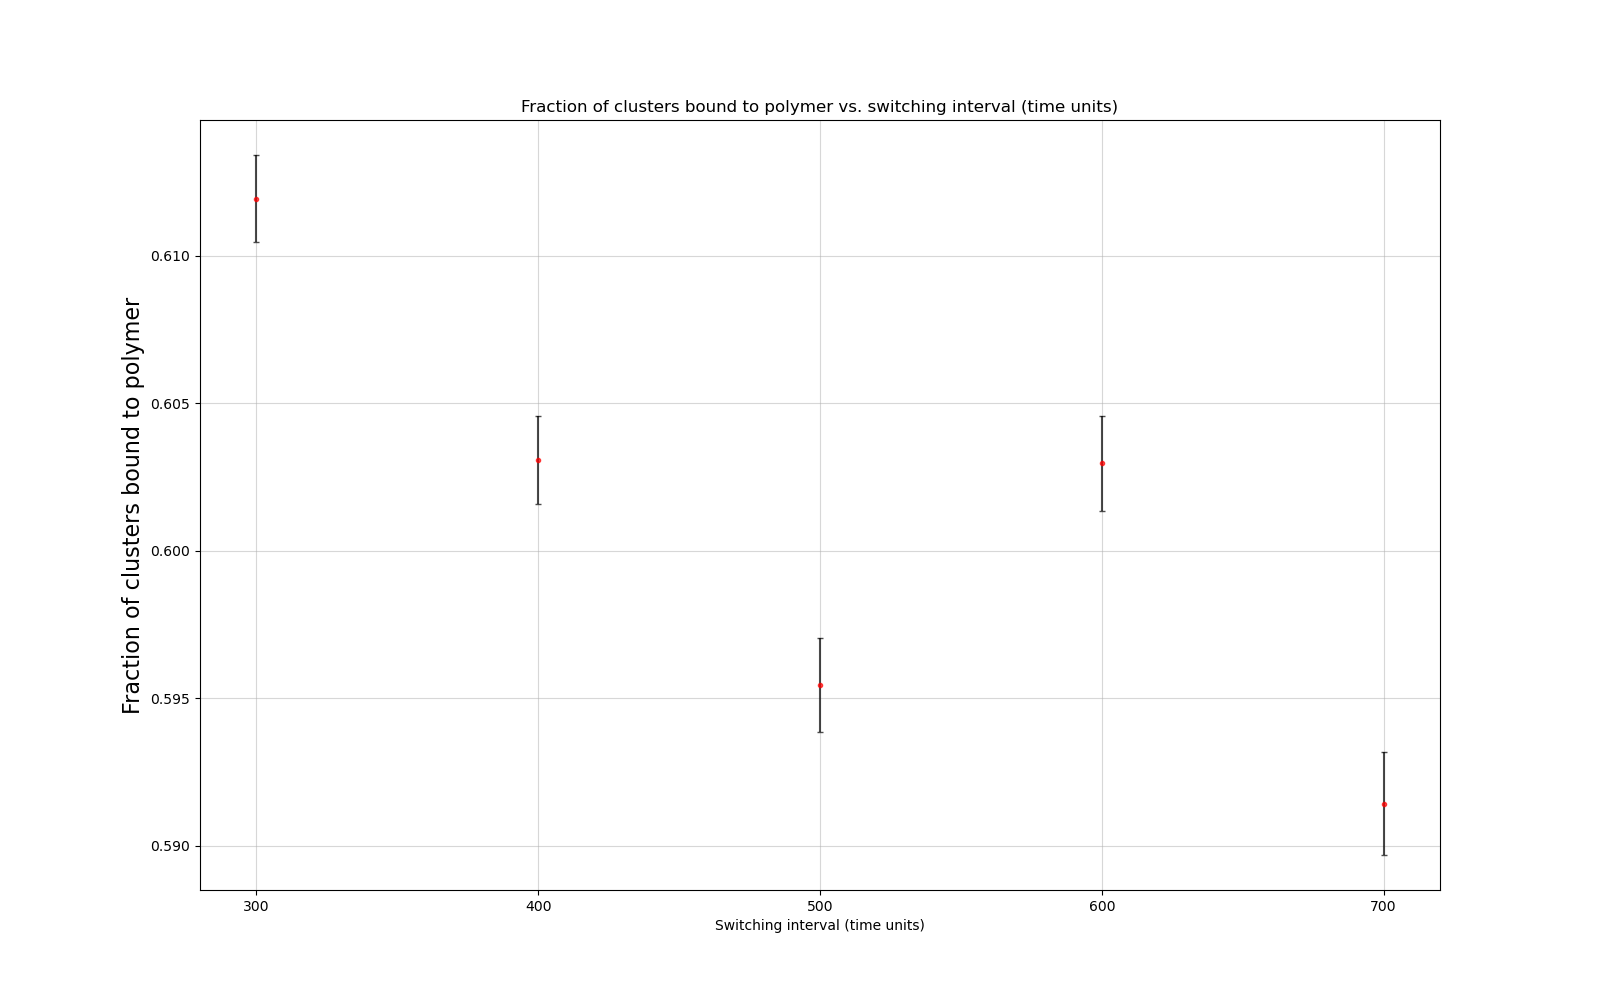 Fraction of clusters bound to polymer vs. switching interval (time units)
Fraction of clusters bound to polymer
0.610
0.605
0.600
0.595
0.590
300 400 500 600 700
Switching interval (time units)